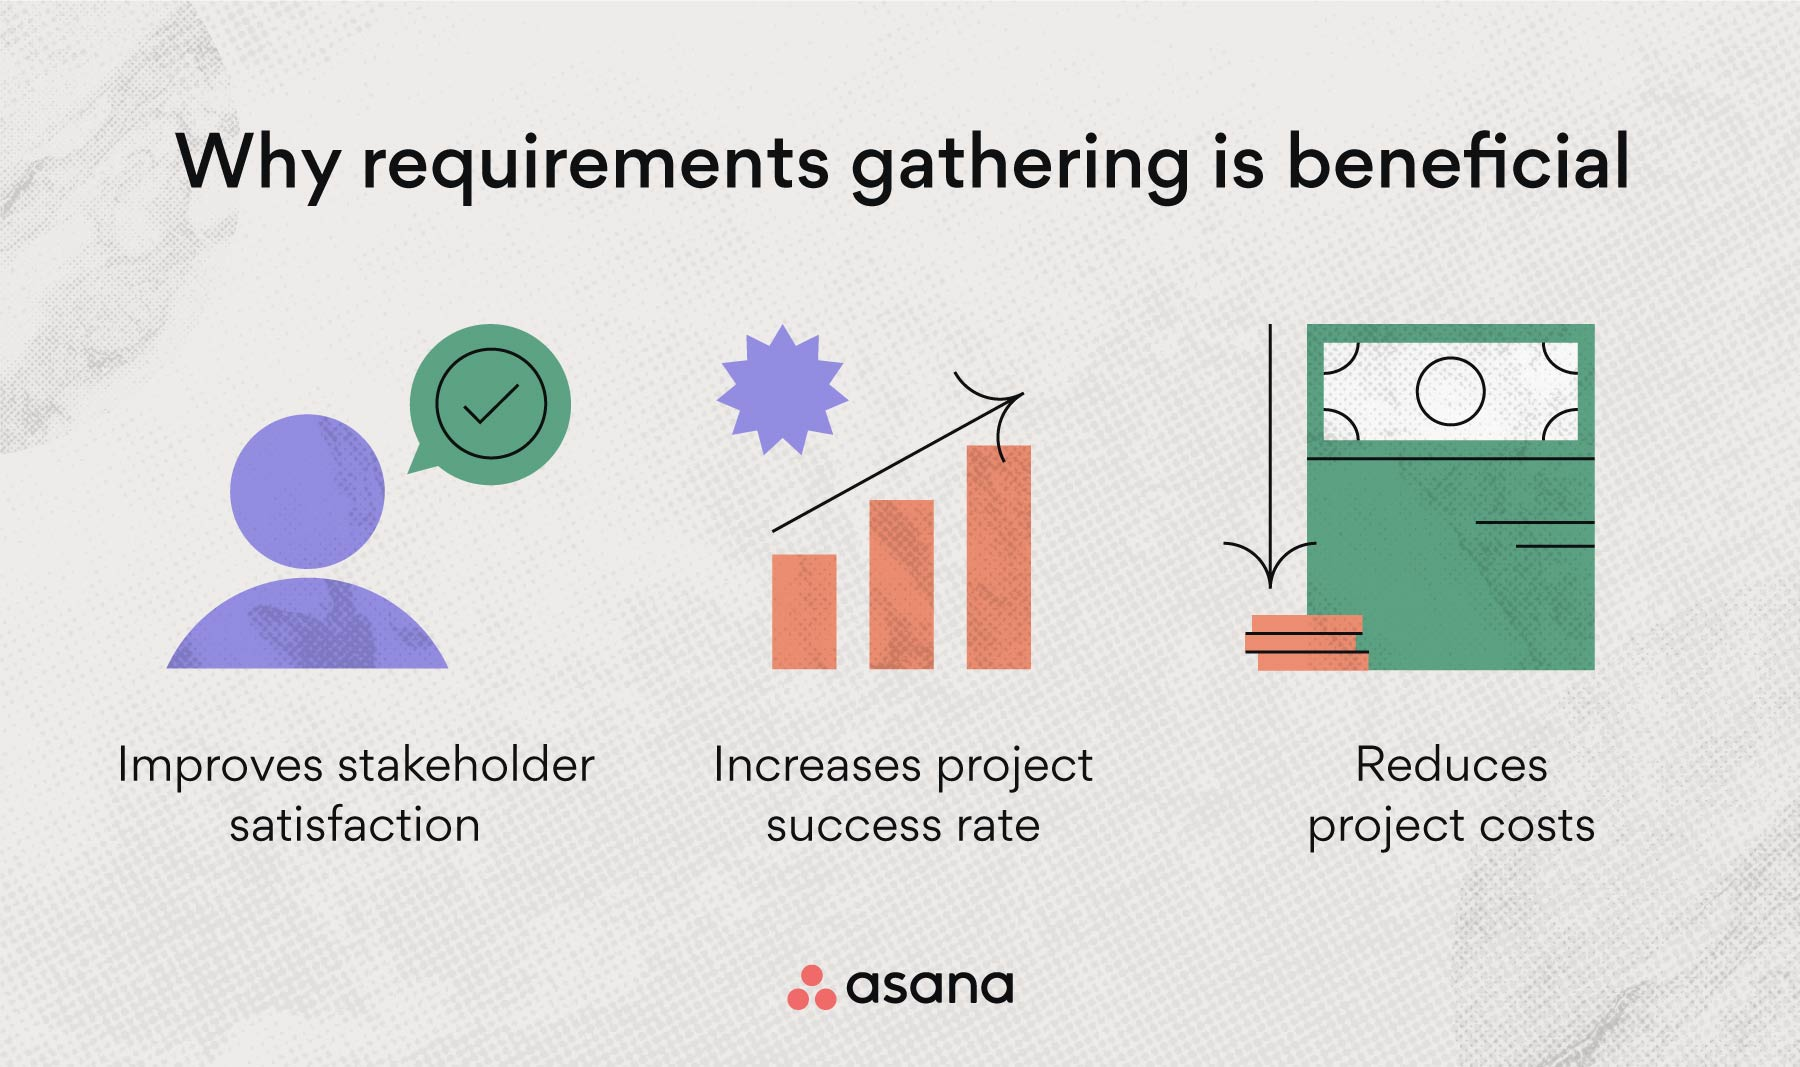 Why requirements gathering is beneficial
Improves stakeholder
satisfaction
Increases project
success rate
Reduces
project costs
asana